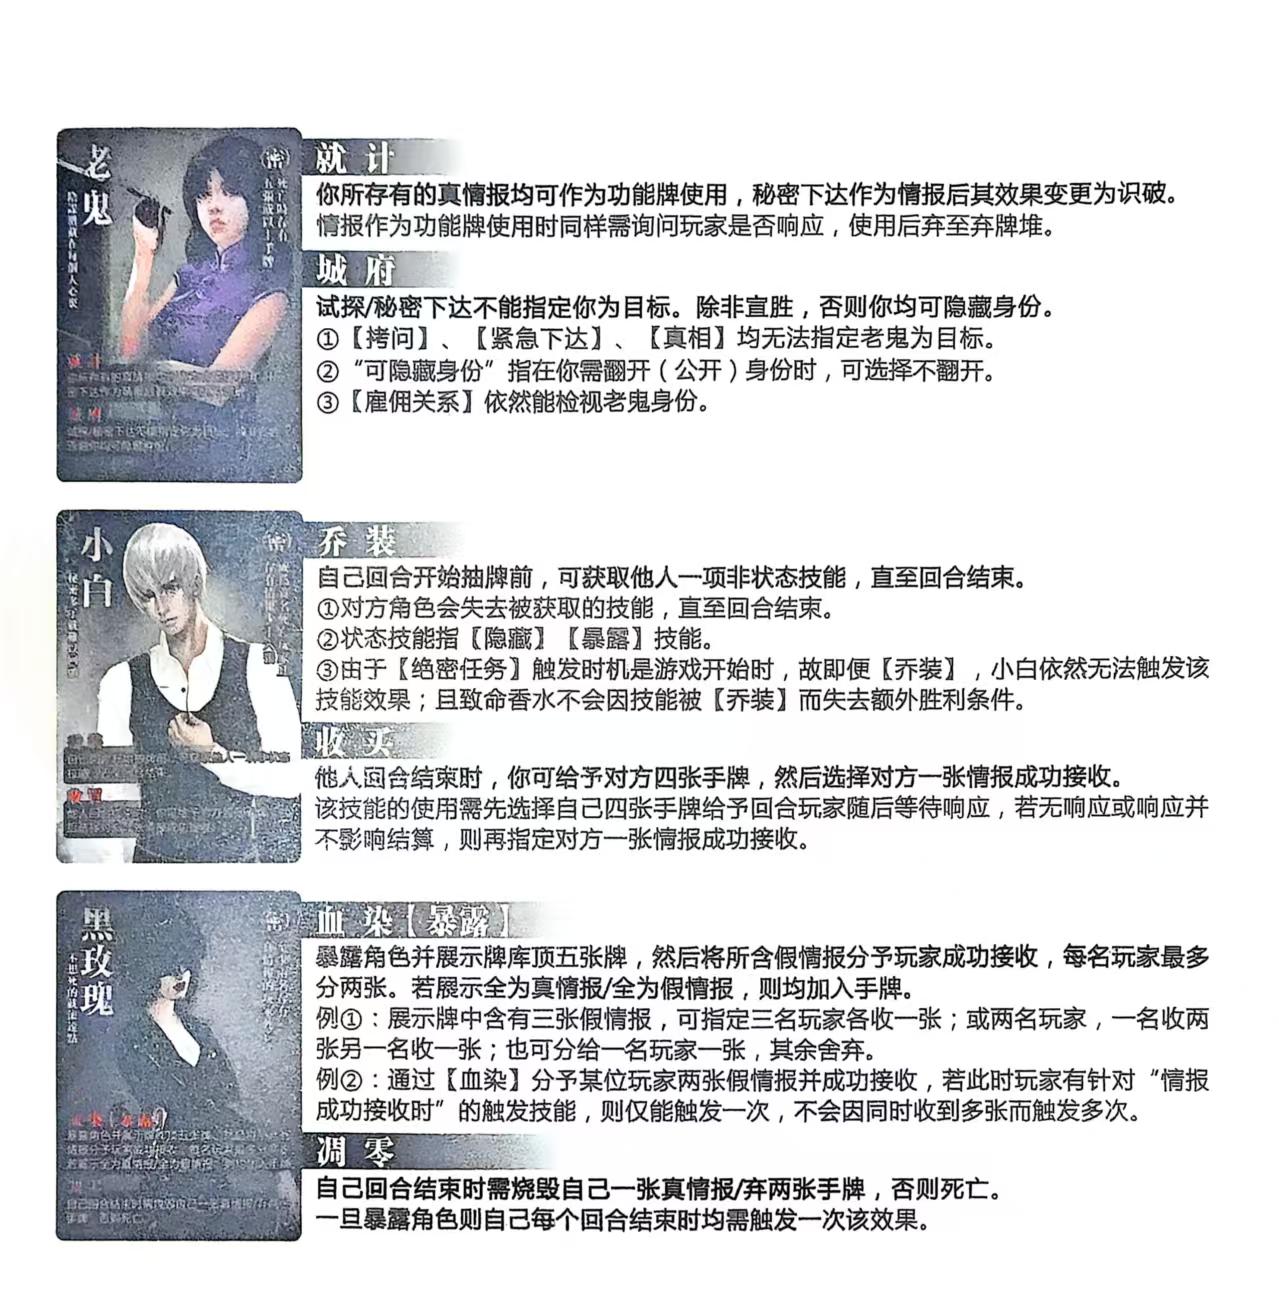 老鬼
就计
你所存有的真情报均可作为功能牌使用，秘密下达作为情报后其效果变更为识破。
情报作为功能牌使用时同样需询问玩家是否响应，使用后弃至弃牌堆。
城府
试探/秘密下达不能指定你为目标。除非宣胜，否则你均可隐藏身份。
①【拷问】、【紧急下达】、【真相】均无法指定老鬼为目标。
②“可隐藏身份”指在你需翻开（公开）身份时，可选择不翻开。
③【雇佣关系】依然能检视老鬼身份。
就计
城府
小白
乔装
自己回合开始抽牌前，可获取他人一项非状态技能，直至回合结束。
①对方角色会失去被获取的技能，直至回合结束。
②状态技能指【隐藏】【暴露】技能。
③由于【绝密任务】触发时机是游戏开始时，故即便【乔装】，小白依然无法触发该
技能效果；且致命香水不会因技能被【乔装】而失去额外胜利条件。
收买
他人回合结束时，你可给予对方四张手牌，然后选择对方一张情报成功接收。
该技能的使用需先选择自己四张手牌给予回合玩家随后等待响应，若无响应或响应并
不影响结算，则再指定对方一张情报成功接收。
收买
黑玫瑰
血染【暴露】
暴露角色并展示牌库顶五张牌，然后将所含假情报分予玩家成功接收，每名玩家最多
分两张。若展示全为真情报/全为假情报，则均加入手牌。
例①：展示牌中含有三张假情报，可指定三名玩家各收一张；或两名玩家，一名收两
张另一名收一张；也可分给一名玩家一张，其余舍弃。
例②：通过【血染】分予某位玩家两张假情报并成功接收，若此时玩家有针对“情报
成功接收时”的触发技能，则仅能触发一次，不会因同时收到多张而触发多次。
凋零
自己回合结束时需烧毁自己一张真情报/弃两张手牌，否则死亡。
一旦暴露角色则自己每个回合结束时均需触发一次该效果。
血染【暴露】